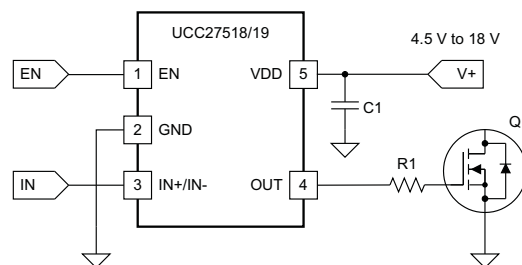 UCC27518/19
4.5 V to 18 V
EN
1
EN
VDD
5
V+
C1
2
GND
Q
R1
IN
3
IN+/IN-
OUT
4